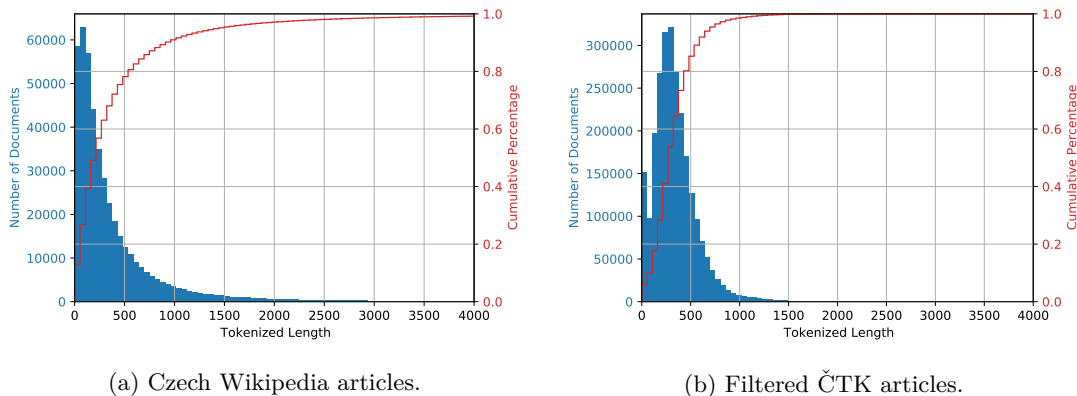 60000
50000
40000
30000
20000
10000
0
Number of Documents
0 500 1000 1500 2000 2500 3000 3500 4000
Tokenized Length
1.0
0.8
0.6
0.4
0.2
0.0
Cumulative Percentage
(a) Czech Wikipedia articles.
300000
250000
200000
150000
100000
50000
0
Number of Documents
0 500 1000 1500 2000 2500 3000 3500 4000
Tokenized Length
1.0
0.8
0.6
0.4
0.2
0.0
Cumulative Percentage
(b) Filtered ČTK articles.